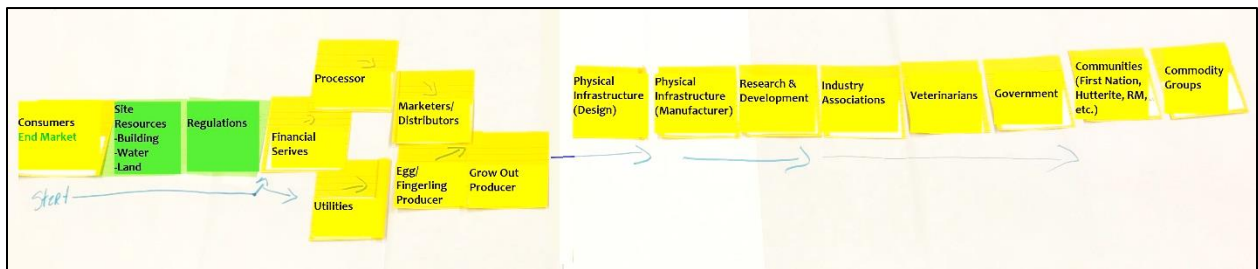 Consumers
End Market
Site
Resources
-Building
-Water
-Land
Regulations
Financial
Serives
Processor
Utilities
Marketers/
Distributors
Egg/
Fingerling
Producer
Grow Out
Producer
Physical
Infrastructure
(Design)
Physical
Infrastructure
(Manufacturer)
Research &
Development
Industry
Associations
Veterinarians
Government
Communities
(First Nation,
Hutterite, RM,
etc.)
Commodity
Groups
Start